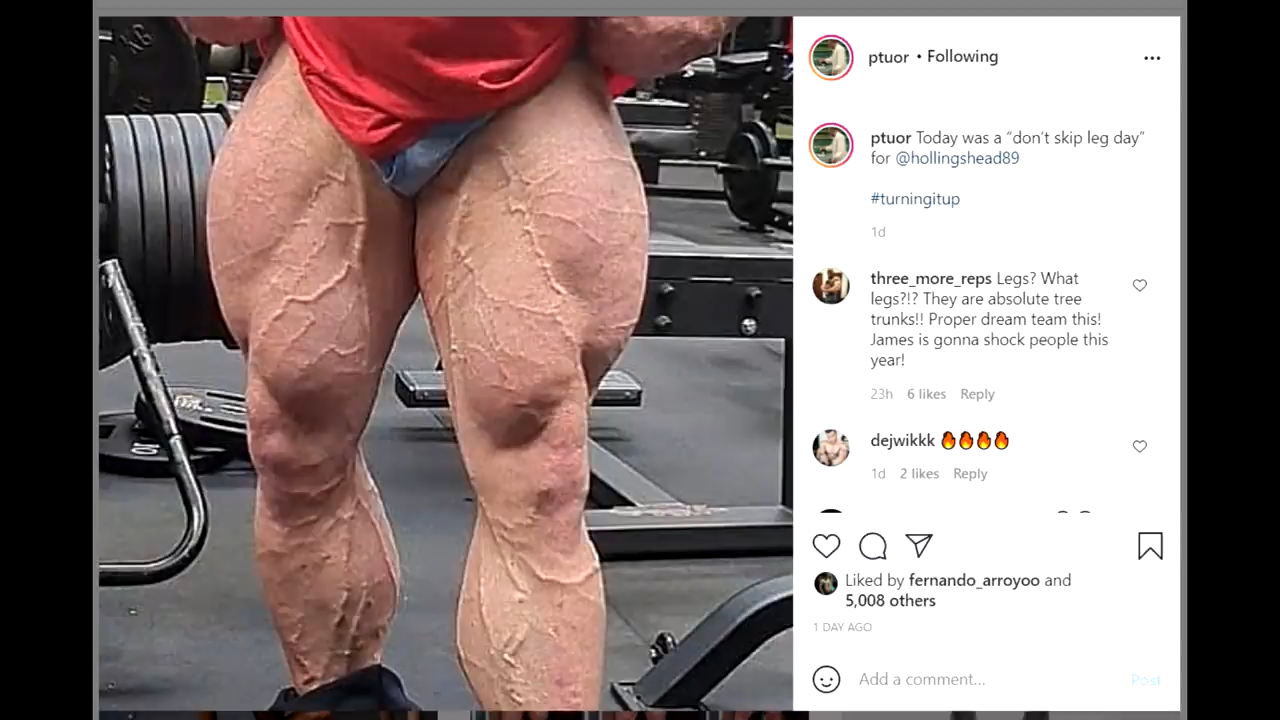 ptuor • Following
ptuor Today was a “don’t skip leg day”
for @hollingshead89
#turningitup
1d
three_more_reps Legs? What
legs?!? They are absolute tree
trunks!! Proper dream team this!
James is gonna shock people this
year!
23h 6 likes Reply
dejwikkk 🔥🔥🔥🔥
1d 2 likes Reply
Liked by fernando_arroyoo and
5,008 others
1 DAY AGO
Add a comment...
Post